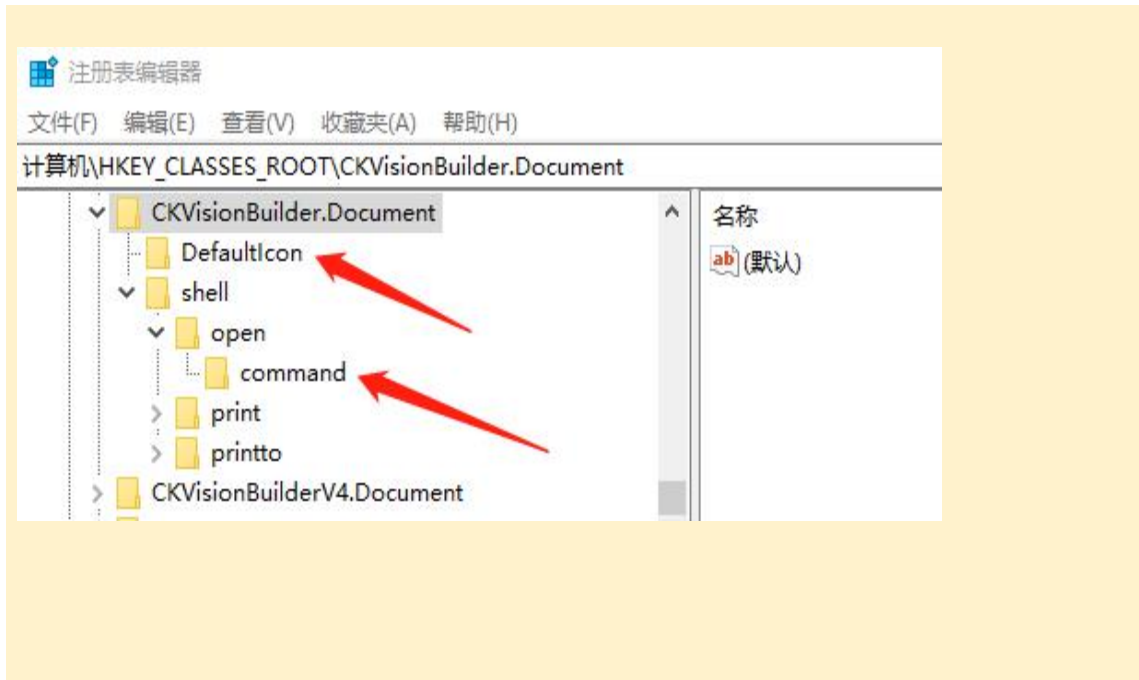 注册表编辑器
文件(F) 编辑(E) 查看(V) 收藏夹(A) 帮助(H)
计算机\HKEY_CLASSES_ROOT\CKVisionBuilder.Document
CKVisionBuilder.Document
DefaultIcon
shell
open
command
print
printto
CKVisionBuilderV4.Document
名称
ab (默认)